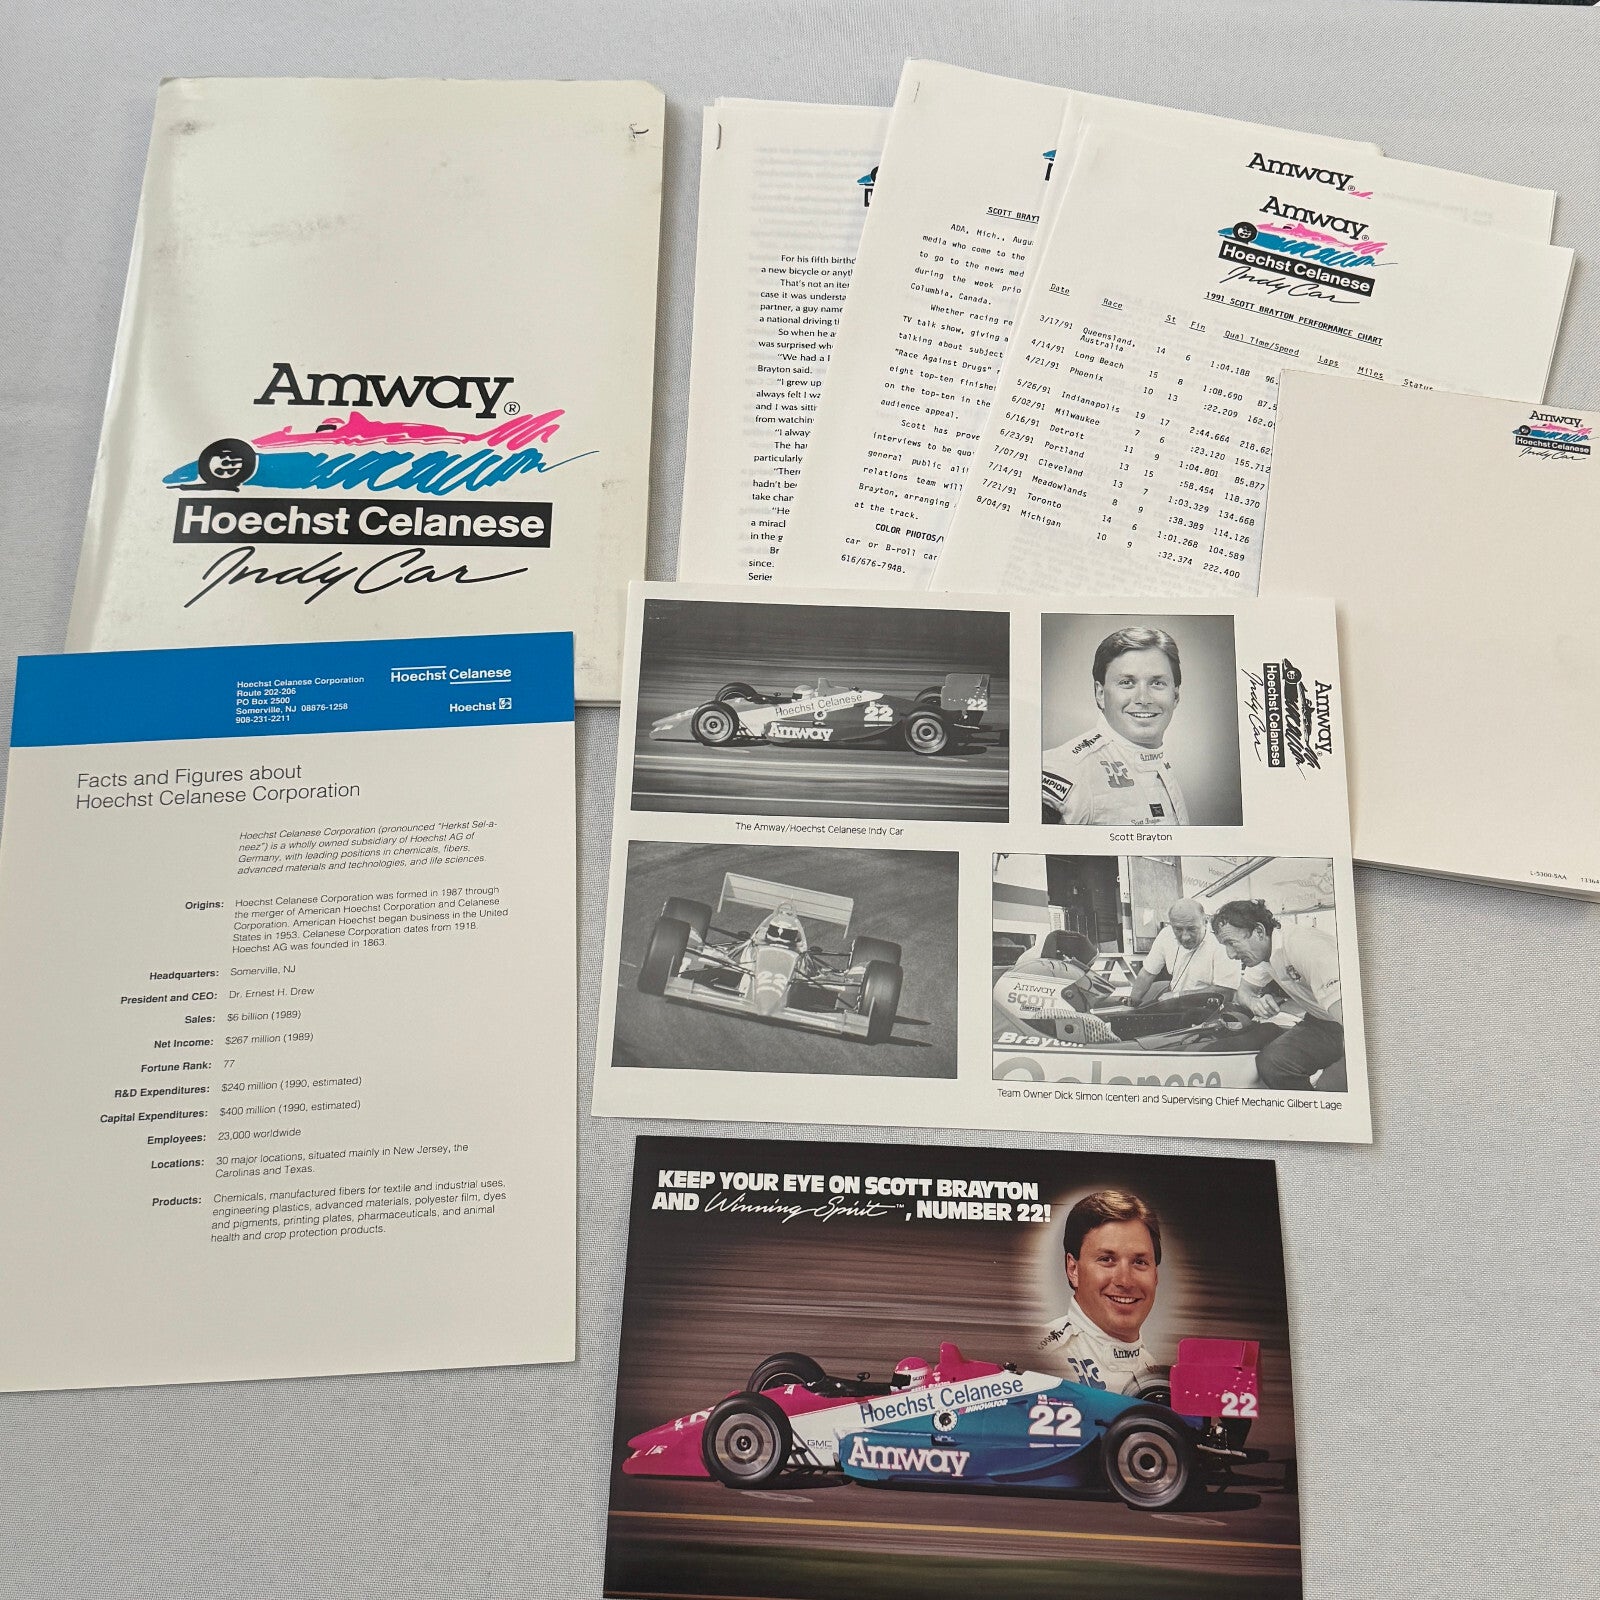 Amway®
Hoechst Celanese
Indy Car
Hoechst Celanese Corporation
Route 202-206
PO Box 2500
Somerville, NJ 08876-1258
908-231-2211
Hoechst Celanese
Hoechst
Facts and Figures about
Hoechst Celanese Corporation
Hoechst Celanese Corporation (pronounced "Herkst Sel-a-
neez") is a wholly owned subsidiary of Hoechst AG of
Germany, with leading positions in chemicals, fibers,
advanced materials and technologies, and life sciences.
Origins: Hoechst Celanese Corporation was formed in 1987 through
the merger of American Hoechst Corporation and Celanese
Corporation. American Hoechst began business in the United
States in 1953. Celanese Corporation dates from 1918.
Hoechst AG was founded in 1863.
Headquarters: Somerville, NJ
President and CEO: Dr. Ernest H. Drew
Sales: $6 billion (1989)
Net Income: $267 million (1989)
Fortune Rank: 77
R&D Expenditures: $240 million (1990, estimated)
Capital Expenditures: $400 million (1990, estimated)
Employees: 23,000 worldwide
Locations: 30 major locations, situated mainly in New Jersey, the
Carolinas and Texas.
Products: Chemicals, manufactured fibers for textile and industrial uses,
engineering plastics, advanced materials, polyester film, dyes
and pigments, printing plates, pharmaceuticals, and animal
health and crop protection products.
For his fifth birthd
a new bicycle or anyt
That's not an iter
case it was understa
partner, a guy name
a national driving ti
So when he a
was surprised wh
"We had a l
Brayton said.
"I grew up
always felt I wa
and I was sitti
from watchin
"I alway
The ha
particularly
"Ther
hadn't be
take char
"He
a miracl
in the g
Br
since.
Series
SCOTT BRAYT
ADA, Mich., Augu
media who come to the
to go to the news med
during the week prio
Columbia, Canada.
Whether racing re
TV talk show, giving a
talking about subject
"Race Against Drugs"
eight top-ten finishe
on the top-ten in the
audience appeal.
Scott has prove
interviews to be quo
general public ali
relations team will
Brayton, arranging
at the track.
COLOR PHOTOS/
car or B-roll car
616/676-7948.
Amway®
Amway®
Hoechst Celanese
Indy Car
1991 SCOTT BRAYTON PERFORMANCE CHART
Date Race St Fin Qual Time/Speed Laps Miles Status
3/17/91 Queensland, Australia 14 6 1:04.188 96.
4/14/91 Long Beach 15 8 1:08.690 87.5
4/21/91 Phoenix 10 13 :22.209 162.0
5/26/91 Indianapolis 19 17 2:44.664 218.62
6/02/91 Milwaukee 7 6 :23.120 155.712
6/16/91 Detroit 11 9 1:04.801 85.877
6/23/91 Portland 13 15 :58.454 118.370
7/07/91 Cleveland 13 7 1:03.329 134.668
7/14/91 Meadowlands 8 9 :38.389 114.126
7/21/91 Toronto 14 6 1:01.268 104.589
8/04/91 Michigan 10 9 :32.374 222.400
Amway
Hoechst Celanese
Indy Car
L-5300-SAA
Hoechst Celanese
22
22
Amway
The Amway/Hoechst Celanese Indy Car
Amway
Scott Brayton
Amway®
Hoechst Celanese
Indy Car
Amway
SCOTT
Brayton
Celanese
Team Owner Dick Simon (center) and Supervising Chief Mechanic Gilbert Lage
KEEP YOUR EYE ON SCOTT BRAYTON
AND Winning Spirit™, NUMBER 22!
Amway
Hoechst Celanese
INNOVATOR
22
22
GMC
Amway